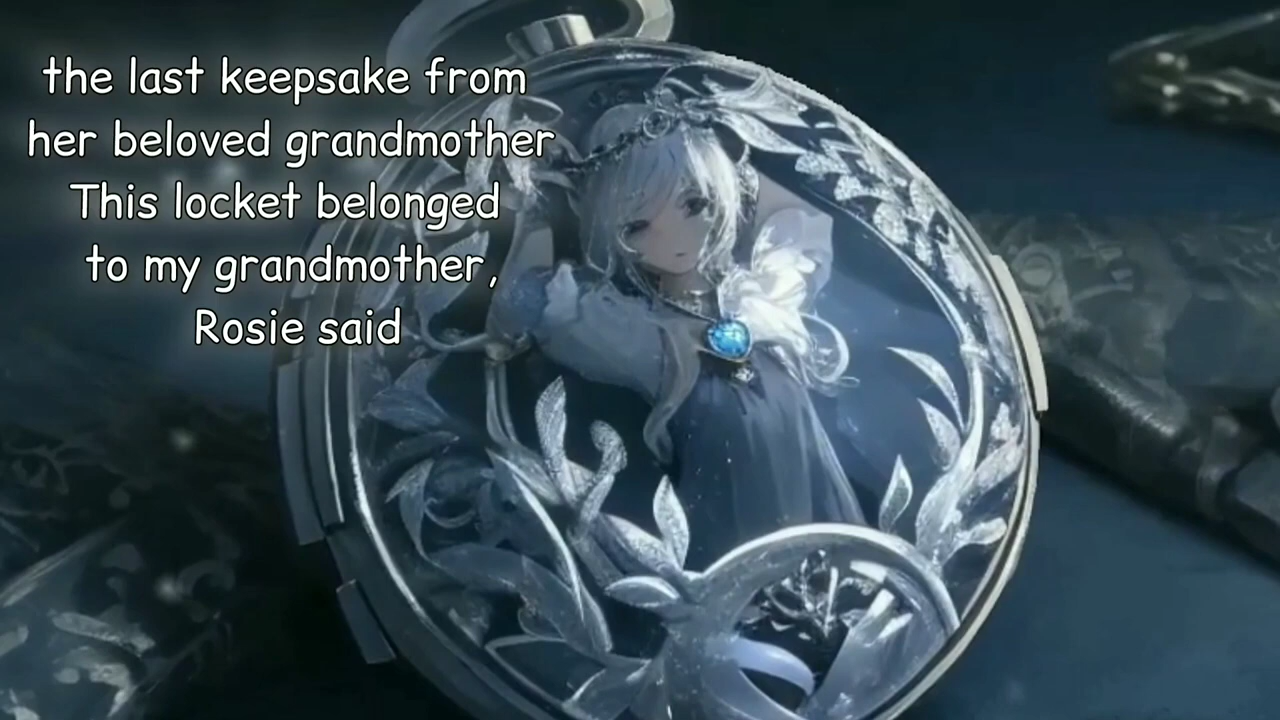 the last keepsake from
her beloved grandmother
This locket belonged
to my grandmother,
Rosie said